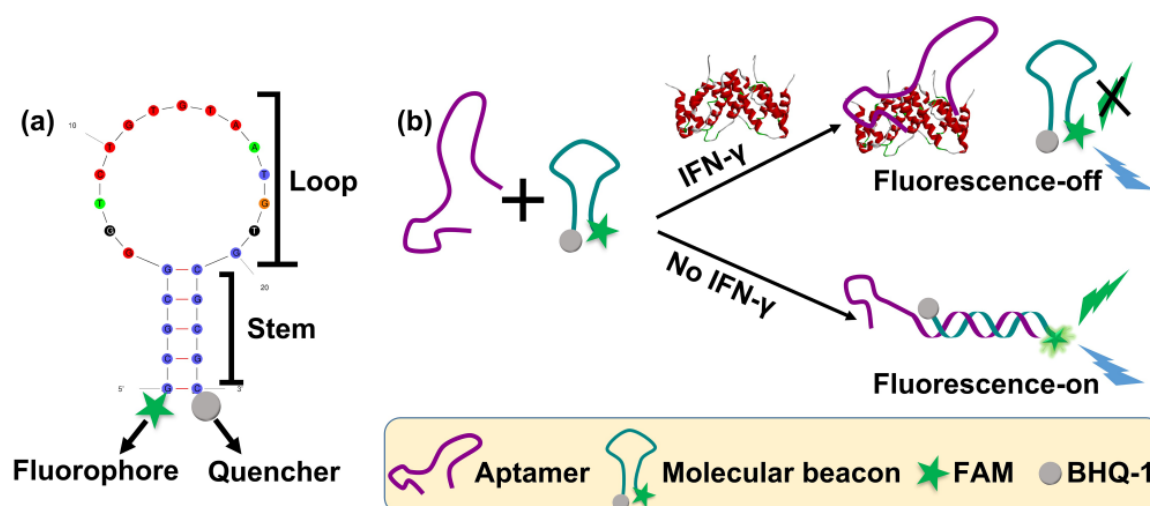 (a)
10
T
G
T
G
T
A
C
T
G
G
A
T
G
T
G
20
Loop
G C
C G
G C
C G
G C
5'
3'
Stem
Fluorophore
Quencher
(b)
IFN-γ
No IFN-γ
Fluorescence-off
Fluorescence-on
Aptamer
Molecular beacon
FAM
BHQ-1